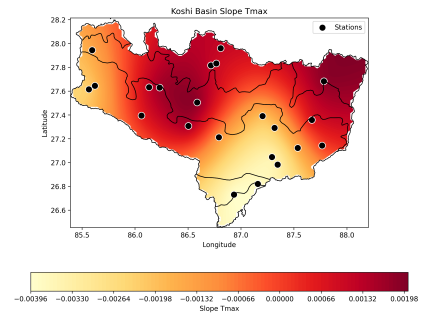 Koshi Basin Slope Tmax
Stations
28.2
28.0
27.8
27.6
27.4
27.2
27.0
26.8
26.6
Latitude
85.5 86.0 86.5 87.0 87.5 88.0
Longitude
−0.00396 −0.00330 −0.00264 −0.00198 −0.00132 −0.00066 0.00000 0.00066 0.00132 0.00198
Slope Tmax